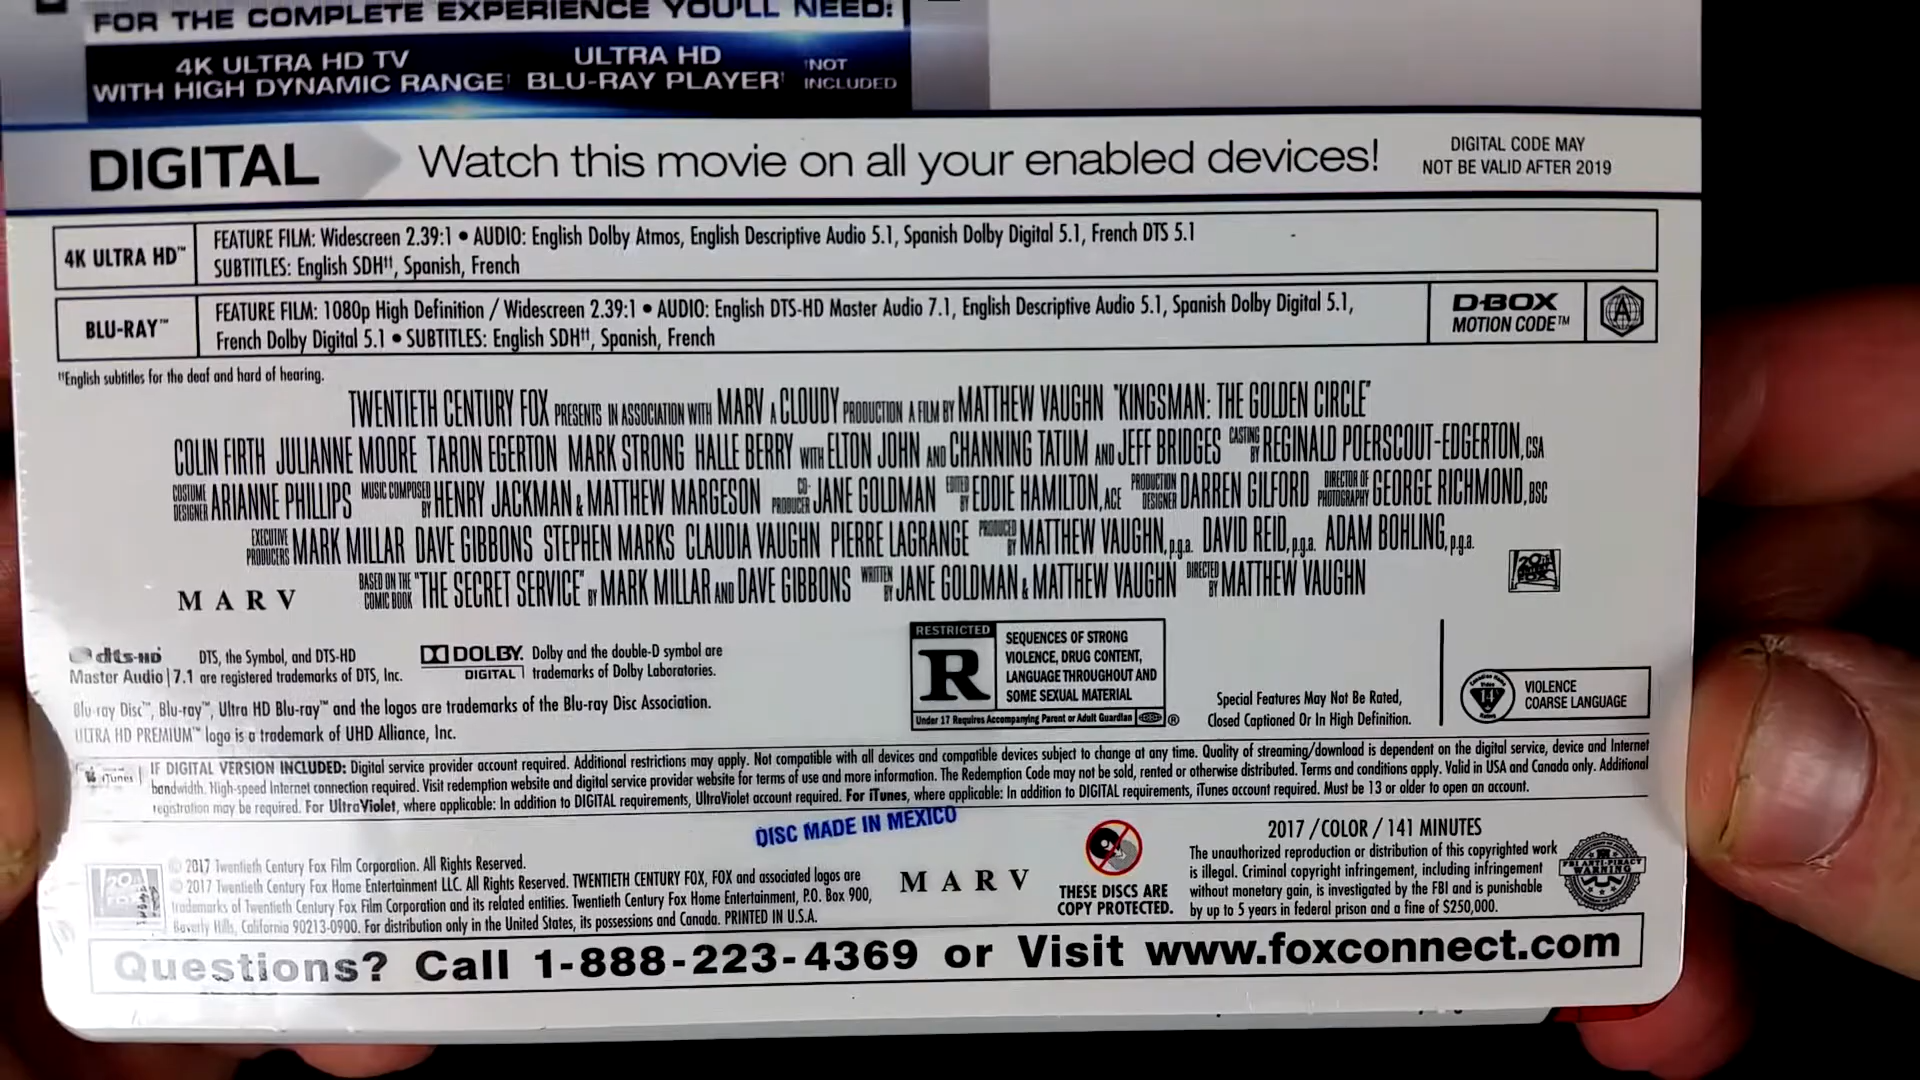 FOR THE COMPLETE EXPERIENCE YOU'LL NEED:
4K ULTRA HD TV
WITH HIGH DYNAMIC RANGE†
ULTRA HD
BLU-RAY PLAYER†
†NOT
INCLUDED
DIGITAL
Watch this movie on all your enabled devices!
DIGITAL CODE MAY
NOT BE VALID AFTER 2019
4K ULTRA HD™
FEATURE FILM: Widescreen 2.39:1 • AUDIO: English Dolby Atmos, English Descriptive Audio 5.1, Spanish Dolby Digital 5.1, French DTS 5.1
SUBTITLES: English SDH††, Spanish, French
BLU-RAY™
FEATURE FILM: 1080p High Definition / Widescreen 2.39:1 • AUDIO: English DTS-HD Master Audio 7.1, English Descriptive Audio 5.1, Spanish Dolby Digital 5.1,
French Dolby Digital 5.1 • SUBTITLES: English SDH††, Spanish, French
D-BOX
MOTION CODE™
A
††English subtitles for the deaf and hard of hearing.
TWENTIETH CENTURY FOX PRESENTS IN ASSOCIATION WITH MARV A CLOUDY PRODUCTION A FILM BY MATTHEW VAUGHN "KINGSMAN: THE GOLDEN CIRCLE"
COLIN FIRTH JULIANNE MOORE TARON EGERTON MARK STRONG HALLE BERRY WITH ELTON JOHN AND CHANNING TATUM AND JEFF BRIDGES CASTING BY REGINALD POERSCOUT-EDGERTON, CSA
COSTUME DESIGNER ARIANNE PHILLIPS MUSIC COMPOSED BY HENRY JACKMAN & MATTHEW MARGESON CO-PRODUCER JANE GOLDMAN EDITED BY EDDIE HAMILTON, ACE PRODUCTION DESIGNER DARREN GILFORD DIRECTOR OF PHOTOGRAPHY GEORGE RICHMOND, BSC
EXECUTIVE PRODUCERS MARK MILLAR DAVE GIBBONS STEPHEN MARKS CLAUDIA VAUGHN PIERRE LAGRANGE PRODUCED BY MATTHEW VAUGHN, p.g.a. DAVID REID, p.g.a. ADAM BOHLING, p.g.a.
MARV
BASED ON THE COMIC BOOK "THE SECRET SERVICE" BY MARK MILLAR AND DAVE GIBBONS WRITTEN BY JANE GOLDMAN & MATTHEW VAUGHN DIRECTED BY MATTHEW VAUGHN
20th CENTURY FOX
dts-HD
Master Audio | 7.1
DTS, the Symbol, and DTS-HD
are registered trademarks of DTS, Inc.
DOLBY.
DIGITAL
Dolby and the double-D symbol are
trademarks of Dolby Laboratories.
Blu-ray Disc™, Blu-ray™, Ultra HD Blu-ray™ and the logos are trademarks of the Blu-ray Disc Association.
ULTRA HD PREMIUM™ logo is a trademark of UHD Alliance, Inc.
RESTRICTED
R
SEQUENCES OF STRONG
VIOLENCE, DRUG CONTENT,
LANGUAGE THROUGHOUT AND
SOME SEXUAL MATERIAL
Under 17 Requires Accompanying Parent or Adult Guardian
®
Special Features May Not Be Rated,
Closed Captioned Or In High Definition.
14
VIOLENCE
COARSE LANGUAGE
iTunes
IF DIGITAL VERSION INCLUDED: Digital service provider account required. Additional restrictions may apply. Not compatible with all devices and compatible devices subject to change at any time. Quality of streaming/download is dependent on the digital service, device and Internet
bandwidth. High-speed Internet connection required. Visit redemption website and digital service provider website for terms of use and more information. The Redemption Code may not be sold, rented or otherwise distributed. Terms and conditions apply. Valid in USA and Canada only. Additional
registration may be required. For UltraViolet, where applicable: In addition to DIGITAL requirements, UltraViolet account required. For iTunes, where applicable: In addition to DIGITAL requirements, iTunes account required. Must be 13 or older to open an account.
DISC MADE IN MEXICO
© 2017 Twentieth Century Fox Film Corporation. All Rights Reserved.
© 2017 Twentieth Century Fox Home Entertainment LLC. All Rights Reserved. TWENTIETH CENTURY FOX, FOX and associated logos are
trademarks of Twentieth Century Fox Film Corporation and its related entities. Twentieth Century Fox Home Entertainment, P.O. Box 900,
Beverly Hills, California 90213-0900. For distribution only in the United States, its possessions and Canada. PRINTED IN U.S.A.
MARV
THESE DISCS ARE
COPY PROTECTED.
2017 / COLOR / 141 MINUTES
The unauthorized reproduction or distribution of this copyrighted work
is illegal. Criminal copyright infringement, including infringement
without monetary gain, is investigated by the FBI and is punishable
by up to 5 years in federal prison and a fine of $250,000.
FBI ANTI-PIRACY
WARNING
Questions? Call 1-888-223-4369 or Visit www.foxconnect.com